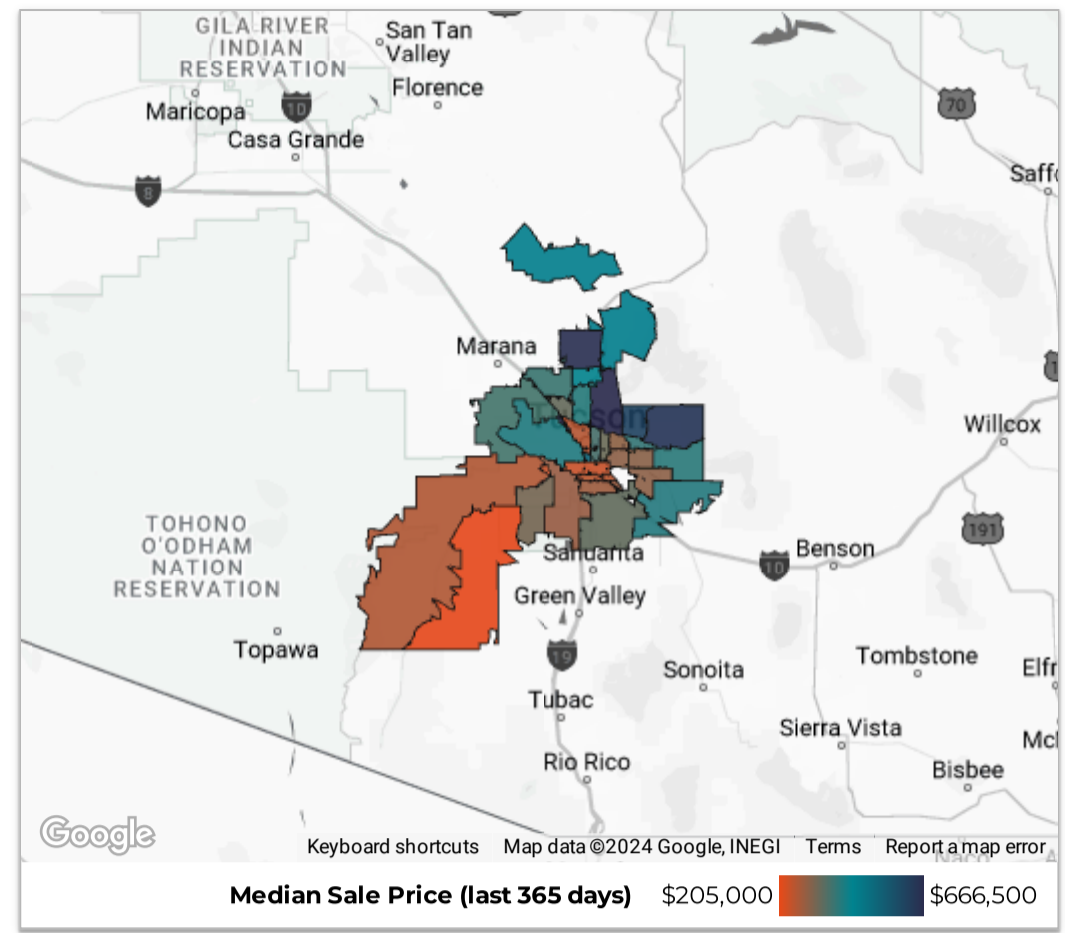 GILA RIVER
INDIAN
RESERVATION
San Tan
Valley
Florence
Maricopa
10
Casa Grande
70
8
Saff
Marana
Tucson
Willcox
TOHONO
O'ODHAM
NATION
RESERVATION
191
Sahuarita
10
Benson
Green Valley
Topawa
19
Sonoita
Tombstone
Elfr
Tubac
Sierra Vista
Rio Rico
Bisbee
Google
Keyboard shortcuts
Map data ©2024 Google, INEGI
Terms
Report a map error
Naco
Median Sale Price (last 365 days)
$205,000
$666,500